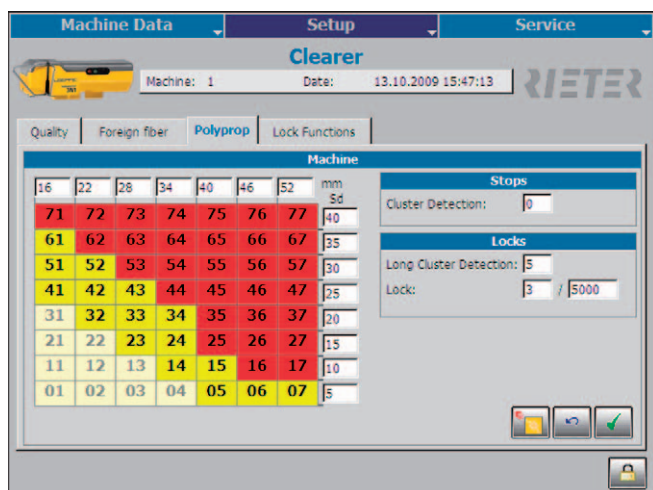 Machine Data Setup Service
Clearer
Machine: 1 Date: 13.10.2009 15:47:13 RIETER
Quality Foreign fiber Polyprop Lock Functions
Machine
16 22 28 34 40 46 52 mm
Sd
71 72 73 74 75 76 77 40
61 62 63 64 65 66 67 35
51 52 53 54 55 56 57 30
41 42 43 44 45 46 47 25
31 32 33 34 35 36 37 20
21 22 23 24 25 26 27 15
11 12 13 14 15 16 17 10
01 02 03 04 05 06 07 5
Stops
Cluster Detection: 0
Locks
Long Cluster Detection: 5
Lock: 3 / 5000